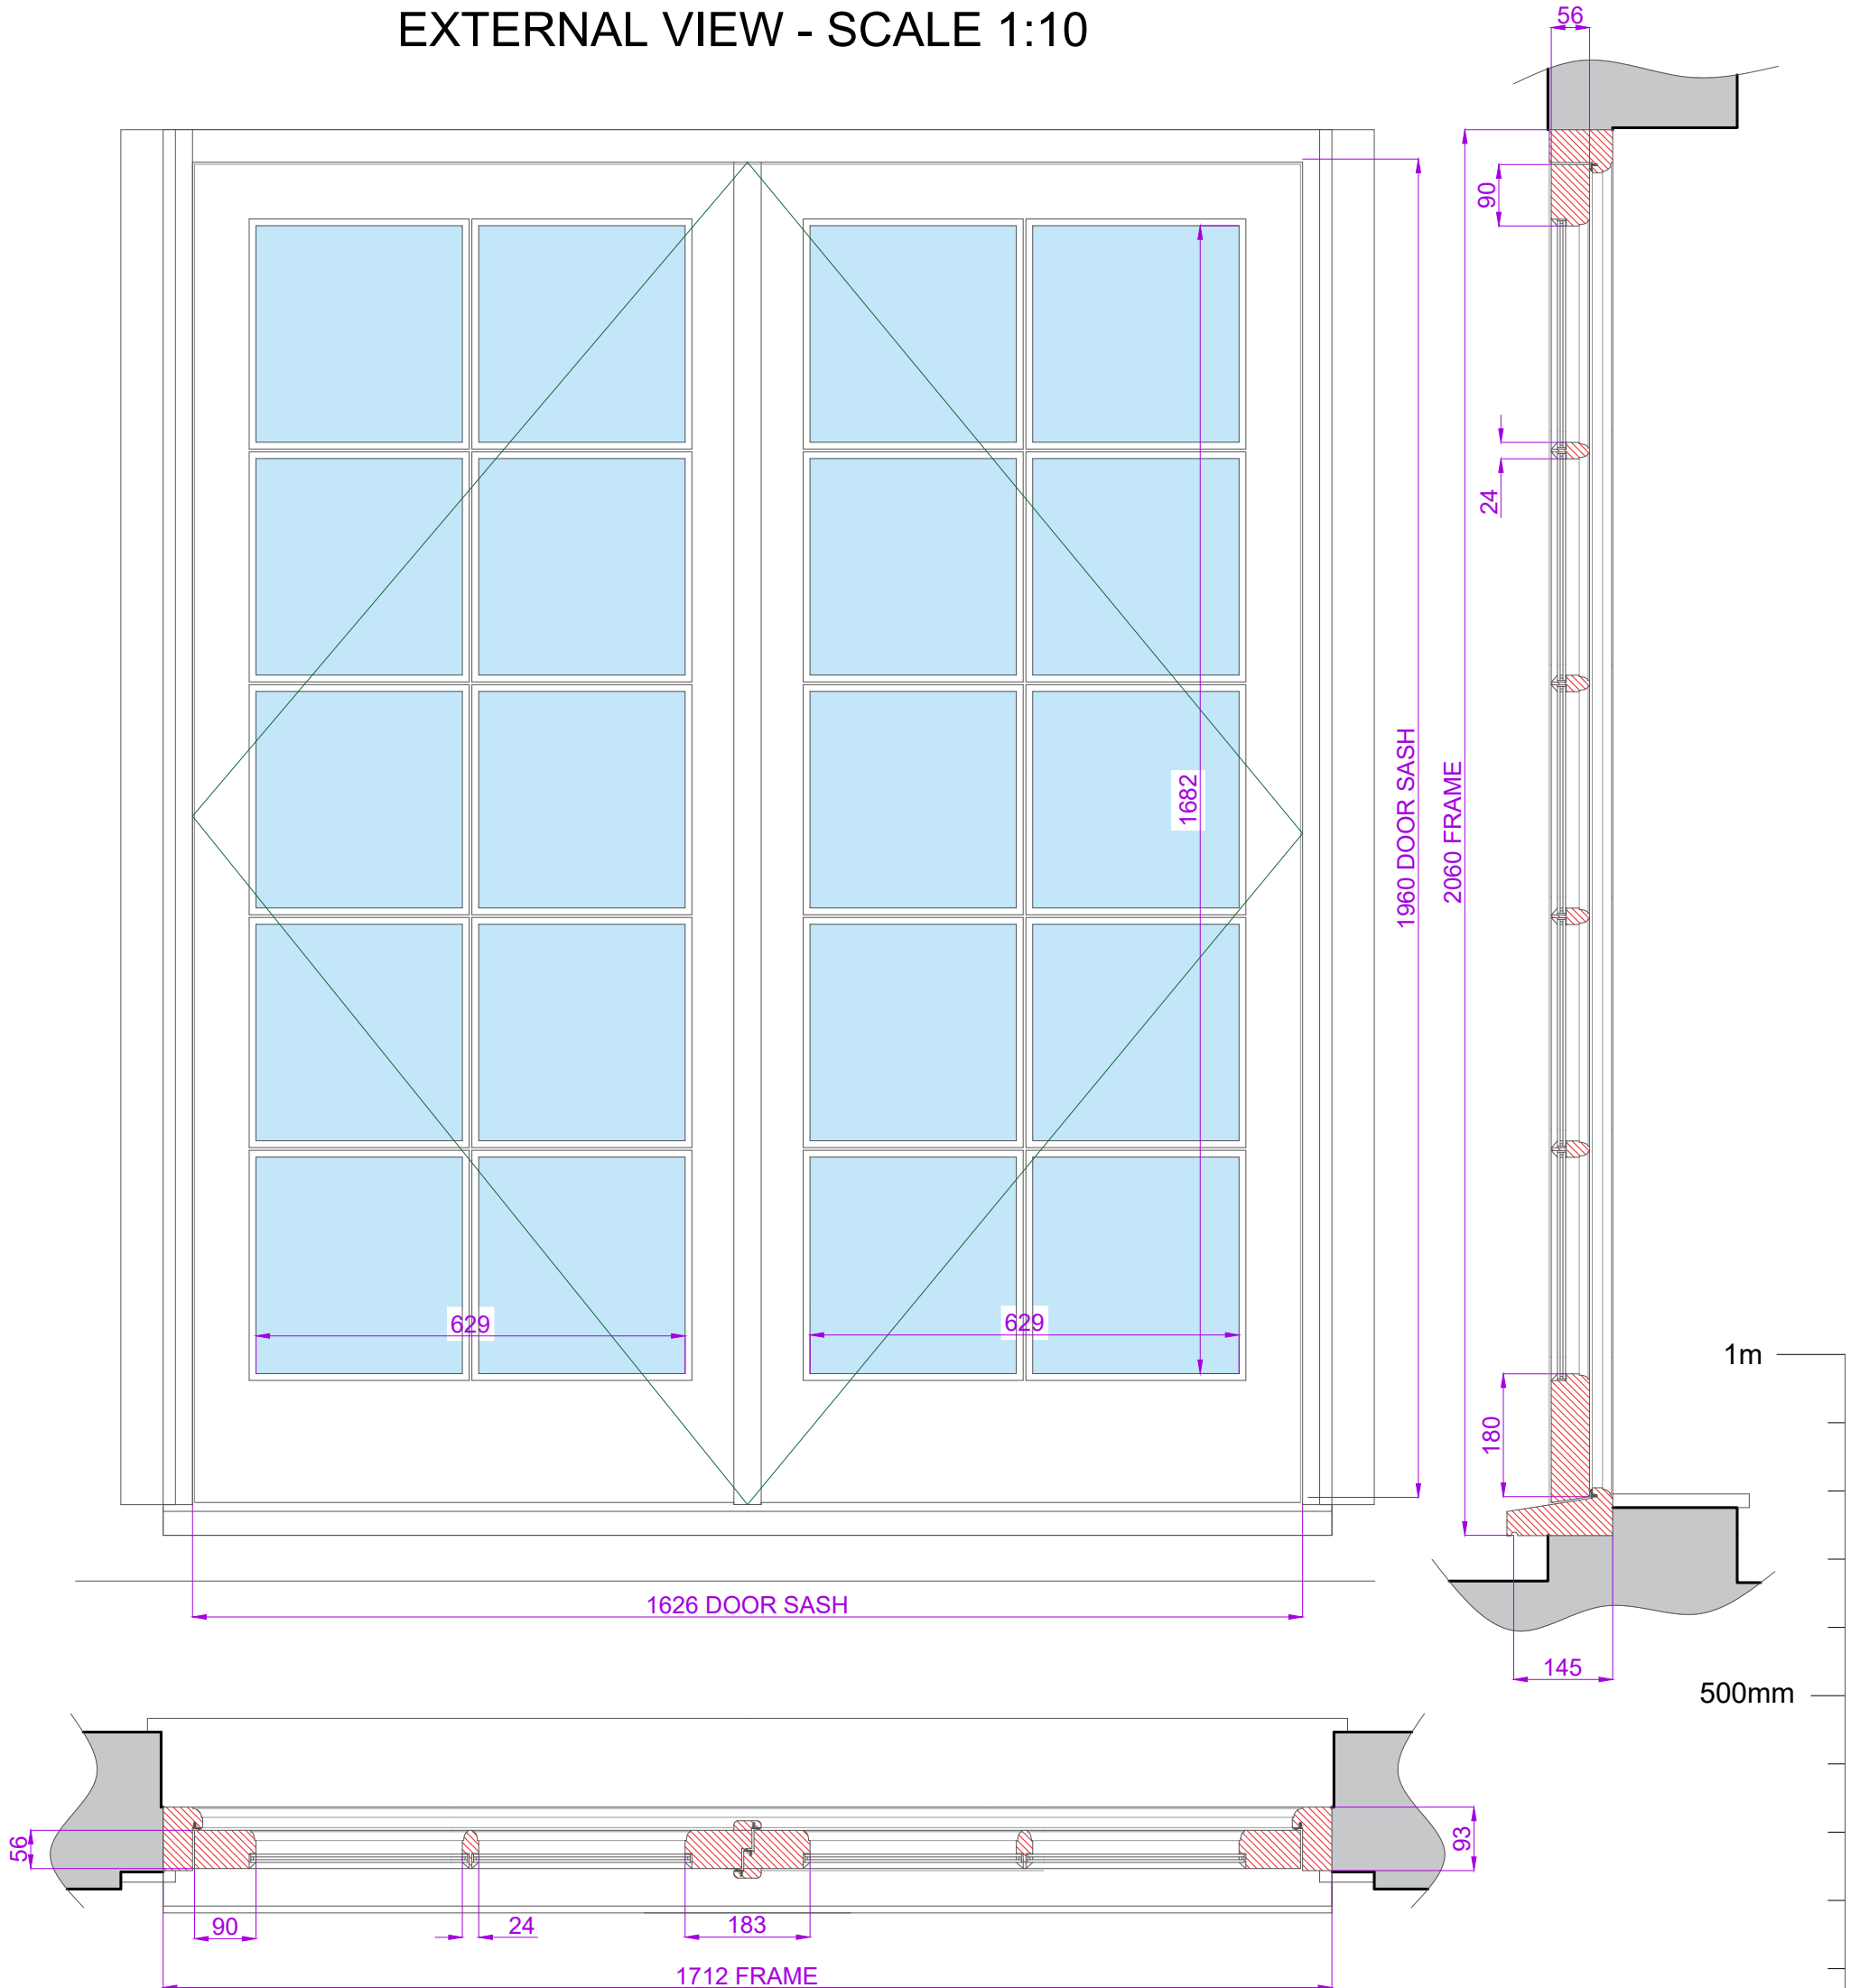 EXTERNAL VIEW - SCALE 1:10
56
90
24
1682
1960 DOOR SASH
2060 FRAME
629
629
1m
180
1626 DOOR SASH
145
500mm
56
93
90
24
183
1712 FRAME